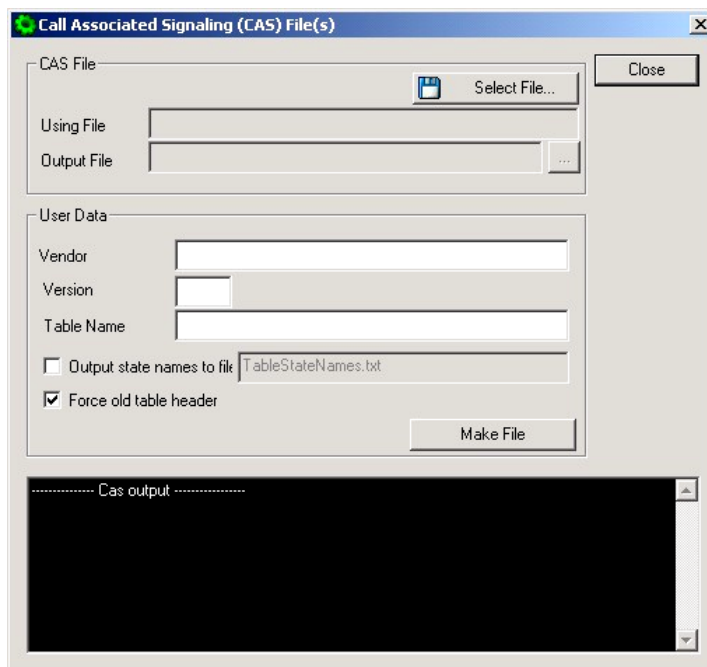 Call Associated Signaling (CAS) File(s)
CAS File
Close
Select File...
Using File
Output File
...
User Data
Vendor
Version
Table Name
Output state names to file TableStateNames.txt
Force old table header
Make File
--------------- Cas output -----------------